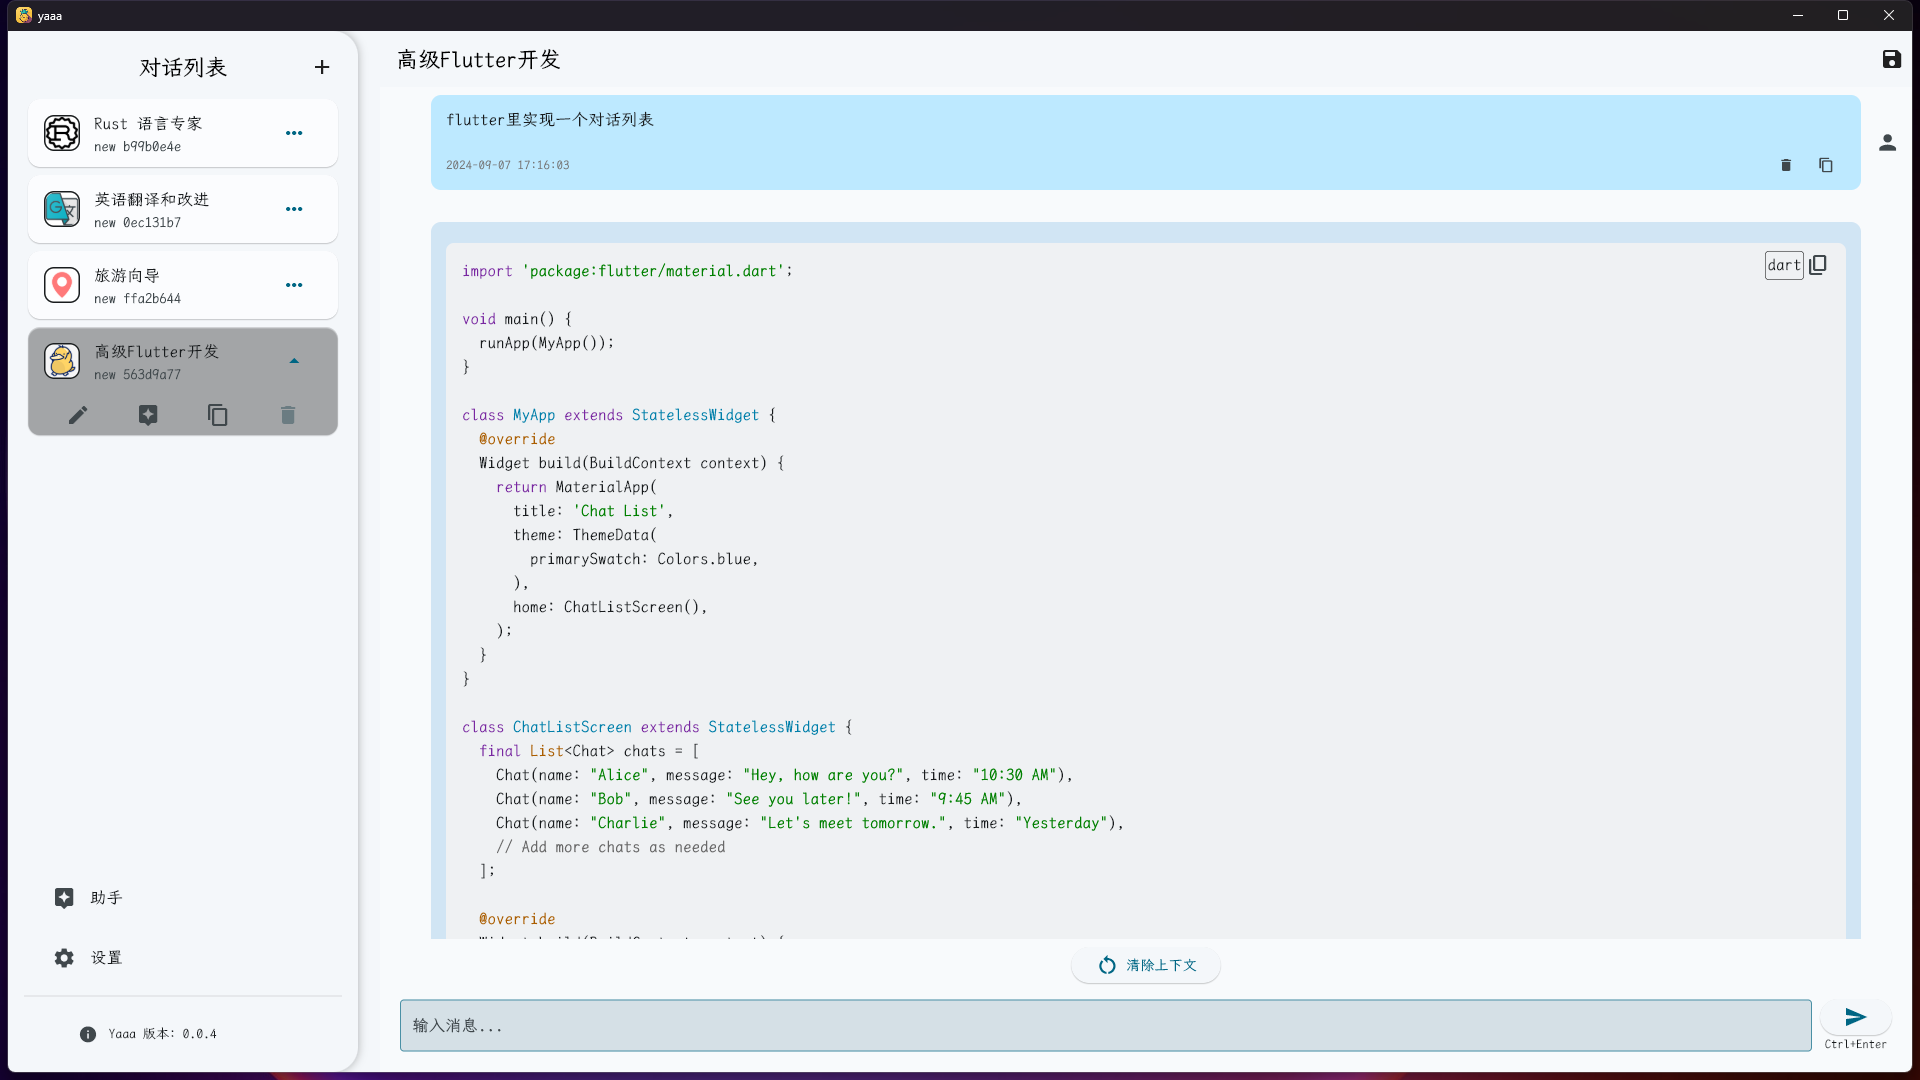 yaaa
对话列表
Rust 语言专家
new b99b0e4e
英语翻译和改进
new 0ec131b7
旅游向导
new ffa2b644
高级Flutter开发
new 563d9a77
助手
设置
Yaaa 版本: 0.0.4
高级Flutter开发
flutter里实现一个对话列表
2024-09-07 17:16:03
dart
import 'package:flutter/material.dart';
void main() {
  runApp(MyApp());
}
class MyApp extends StatelessWidget {
  @override
  Widget build(BuildContext context) {
    return MaterialApp(
      title: 'Chat List',
      theme: ThemeData(
        primarySwatch: Colors.blue,
      ),
      home: ChatListScreen(),
    );
  }
}
class ChatListScreen extends StatelessWidget {
  final List<Chat> chats = [
    Chat(name: "Alice", message: "Hey, how are you?", time: "10:30 AM"),
    Chat(name: "Bob", message: "See you later!", time: "9:45 AM"),
    Chat(name: "Charlie", message: "Let's meet tomorrow.", time: "Yesterday"),
    // Add more chats as needed
  ];
  @override
清除上下文
输入消息...
Ctrl+Enter